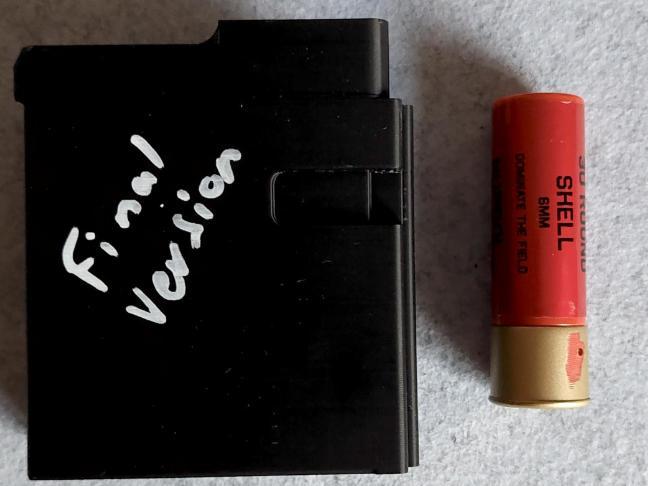 Final
Version
30 ROUND
SHELL
6MM
DOMINATE THE FIELD